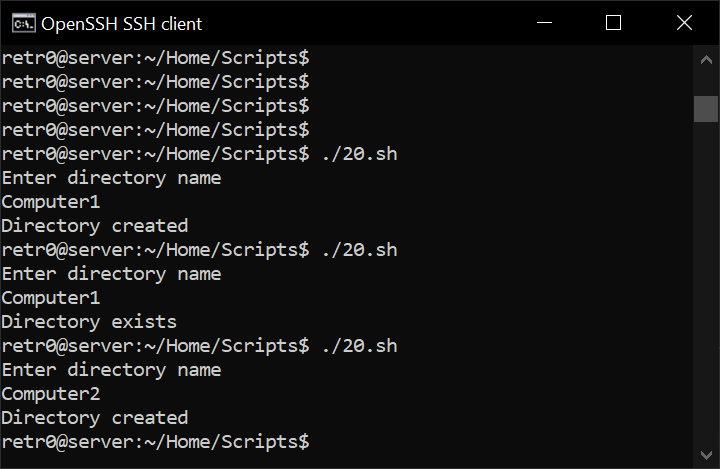 OpenSSH SSH client
retr0@server:~/Home/Scripts$
retr0@server:~/Home/Scripts$
retr0@server:~/Home/Scripts$
retr0@server:~/Home/Scripts$
retr0@server:~/Home/Scripts$ ./20.sh
Enter directory name
Computer1
Directory created
retr0@server:~/Home/Scripts$ ./20.sh
Enter directory name
Computer1
Directory exists
retr0@server:~/Home/Scripts$ ./20.sh
Enter directory name
Computer2
Directory created
retr0@server:~/Home/Scripts$